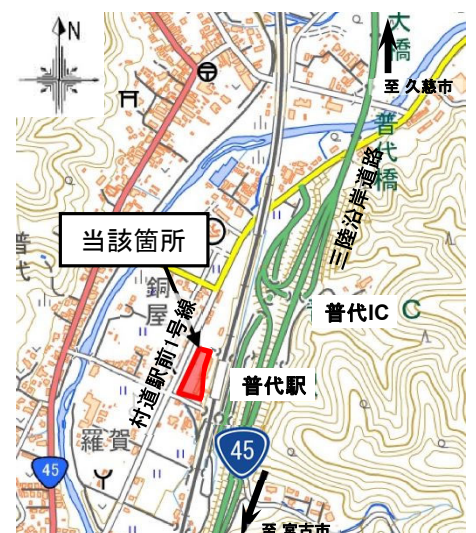 N
大橋
至 久慈市
普代橋
三陸沿岸道路
当該箇所
普代
銅屋
村道駅前1号線
普代IC
C
普代駅
羅賀
45
45
至 宮古市